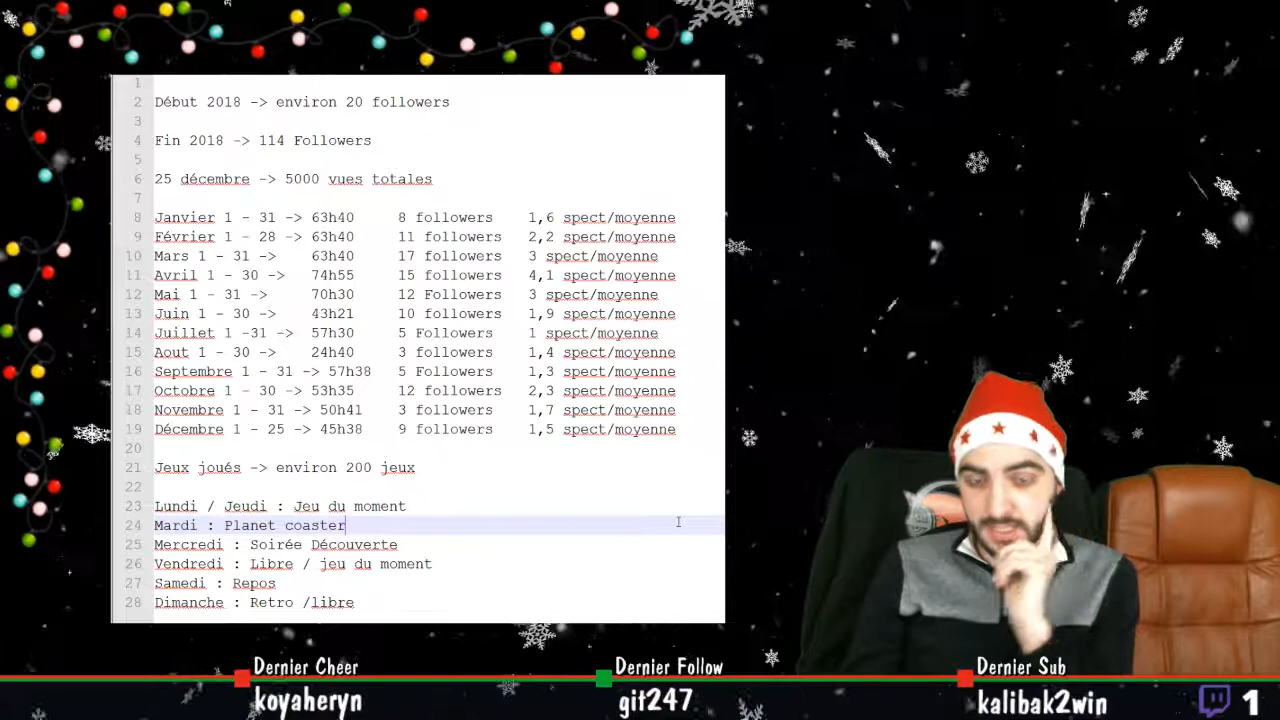 1
2 Début 2018 -> environ 20 followers
3
4 Fin 2018 -> 114 Followers
5
6 25 décembre -> 5000 vues totales
7
8 Janvier 1 - 31 -> 63h40 8 followers 1,6 spect/moyenne
9 Février 1 - 28 -> 63h40 11 followers 2,2 spect/moyenne
10 Mars 1 - 31 -> 63h40 17 followers 3 spect/moyenne
11 Avril 1 - 30 -> 74h55 15 followers 4,1 spect/moyenne
12 Mai 1 - 31 -> 70h30 12 Followers 3 spect/moyenne
13 Juin 1 - 30 -> 43h21 10 followers 1,9 spect/moyenne
14 Juillet 1 -31 -> 57h30 5 Followers 1 spect/moyenne
15 Aout 1 - 30 -> 24h40 3 followers 1,4 spect/moyenne
16 Septembre 1 - 31 -> 57h38 5 Followers 1,3 spect/moyenne
17 Octobre 1 - 30 -> 53h35 12 followers 2,3 spect/moyenne
18 Novembre 1 - 31 -> 50h41 3 followers 1,7 spect/moyenne
19 Décembre 1 - 25 -> 45h38 9 followers 1,5 spect/moyenne
20
21 Jeux joués -> environ 200 jeux
22
23 Lundi / Jeudi : Jeu du moment
24 Mardi : Planet coaster
25 Mercredi : Soirée Découverte
26 Vendredi : Libre / jeu du moment
27 Samedi : Repos
28 Dimanche : Retro /libre
Dernier Cheer
koyaheryn
Dernier Follow
git247
Dernier Sub
kalibak2win
1